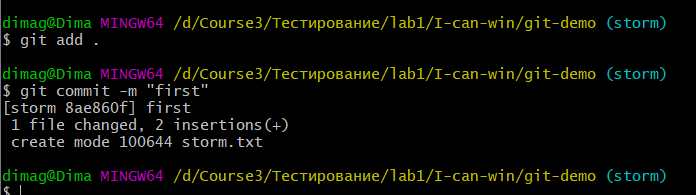 dimag@Dima MINGW64 /d/Course3/Тестирование/lab1/I-can-win/git-demo (storm)
$ git add .
dimag@Dima MINGW64 /d/Course3/Тестирование/lab1/I-can-win/git-demo (storm)
$ git commit -m "first"
[storm 8ae860f] first
1 file changed, 2 insertions(+)
create mode 100644 storm.txt
dimag@Dima MINGW64 /d/Course3/Тестирование/lab1/I-can-win/git-demo (storm)
$